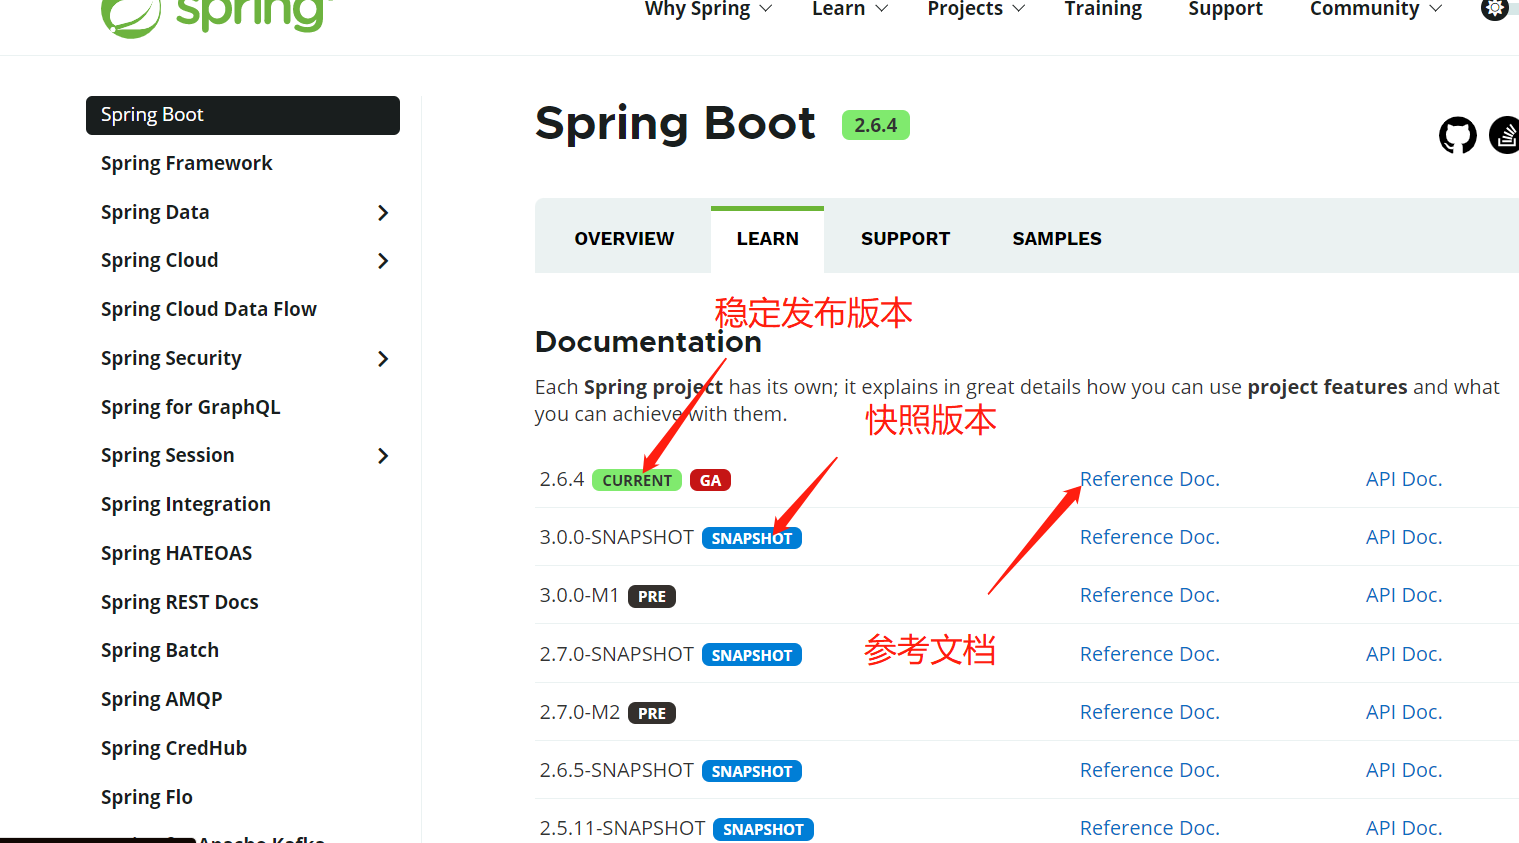 spring
Why Spring Learn Projects Training Support Community
Spring Boot
Spring Framework
Spring Data
Spring Cloud
Spring Cloud Data Flow
Spring Security
Spring for GraphQL
Spring Session
Spring Integration
Spring HATEOAS
Spring REST Docs
Spring Batch
Spring AMQP
Spring CredHub
Spring Flo
Apache Kafka
Spring Boot 2.6.4
OVERVIEW LEARN SUPPORT SAMPLES
稳定发布版本
Documentation
Each Spring project has its own; it explains in great details how you can use project features and what
you can achieve with them.
快照版本
2.6.4 CURRENT GA Reference Doc. API Doc.
3.0.0-SNAPSHOT SNAPSHOT Reference Doc. API Doc.
3.0.0-M1 PRE Reference Doc. API Doc.
参考文档
2.7.0-SNAPSHOT SNAPSHOT Reference Doc. API Doc.
2.7.0-M2 PRE Reference Doc. API Doc.
2.6.5-SNAPSHOT SNAPSHOT Reference Doc. API Doc.
2.5.11-SNAPSHOT SNAPSHOT Reference Doc. API Doc.